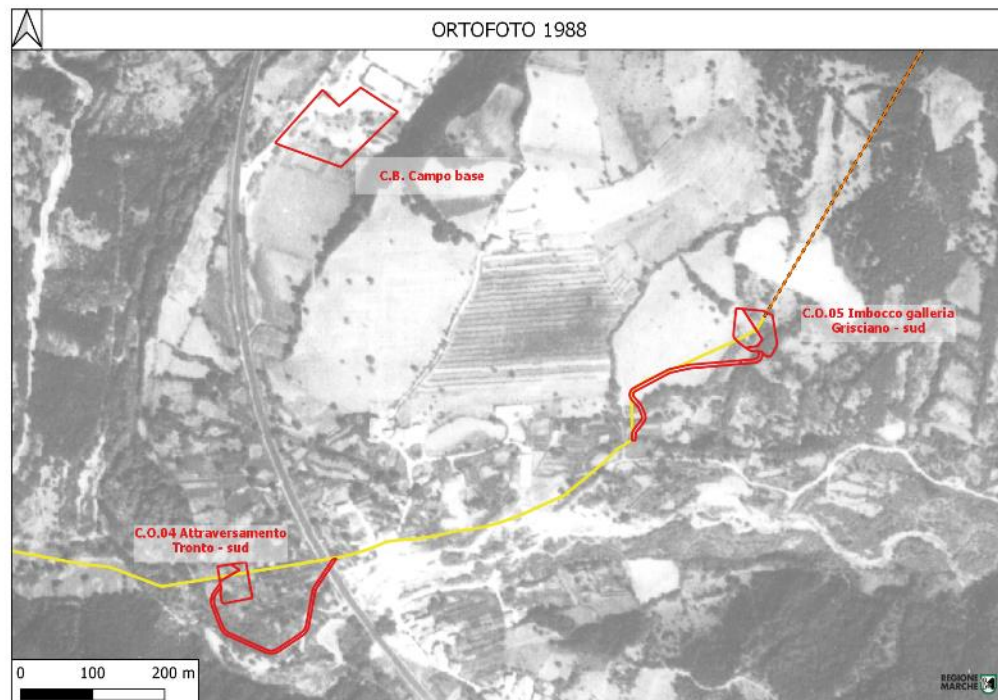 ORTOFOTO 1988
C.B. Campo base
C.O.05 Imbocco galleria
Grisciano - sud
C.O.04 Attraversamento
Tronto - sud
0 100 200 m
REGIONE
MARCHE